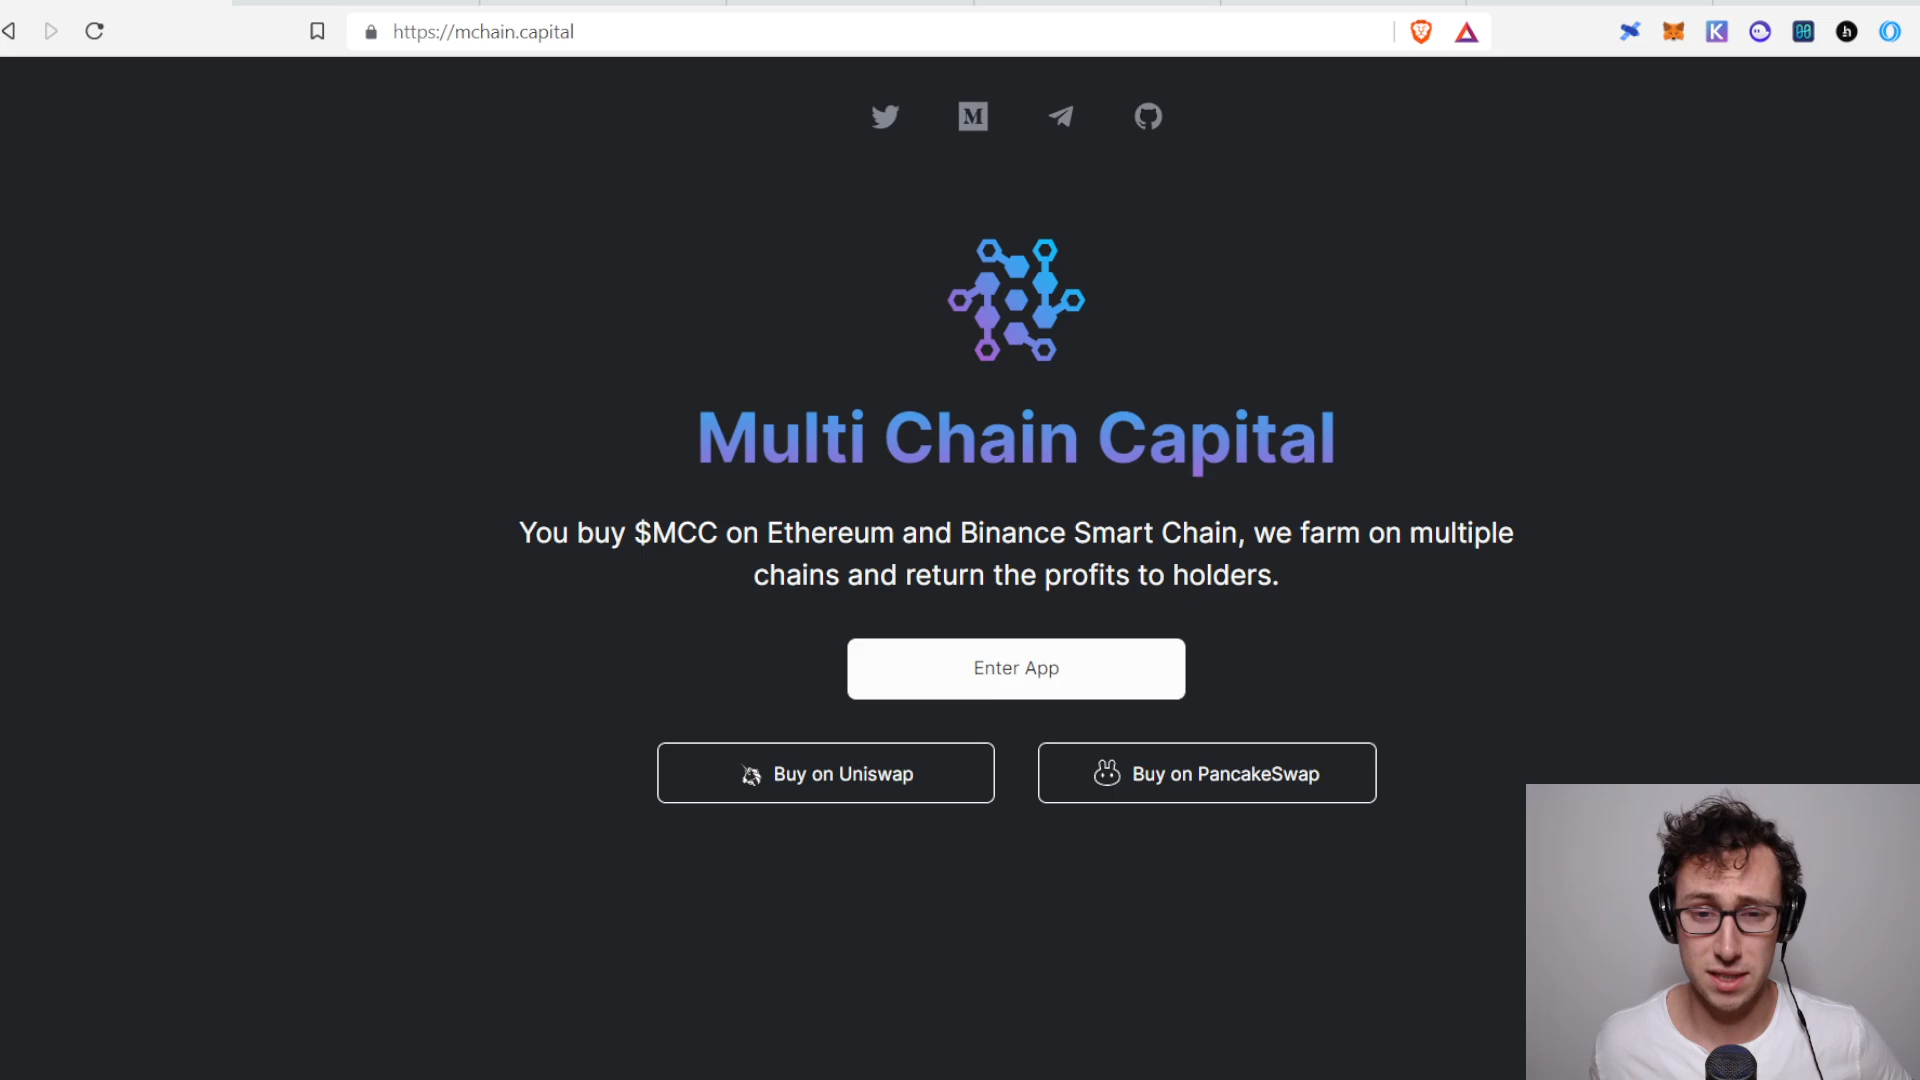 https://mchain.capital
M
Multi Chain Capital
You buy $MCC on Ethereum and Binance Smart Chain, we farm on multiple
chains and return the profits to holders.
Enter App
Buy on Uniswap
Buy on PancakeSwap